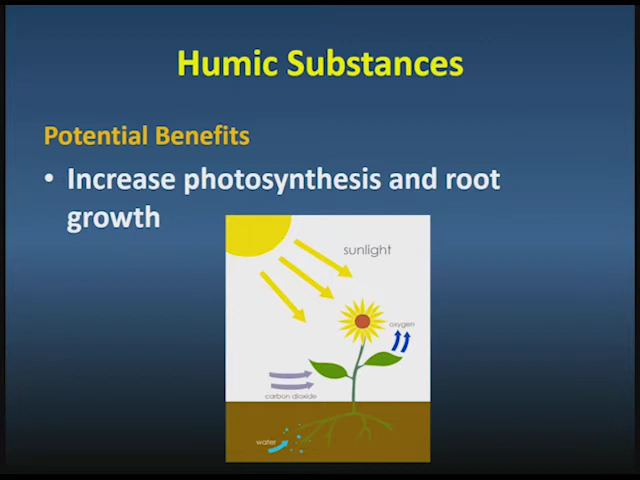 Humic Substances
Potential Benefits
• Increase photosynthesis and root
growth
sunlight
oxygen
carbon dioxide
water